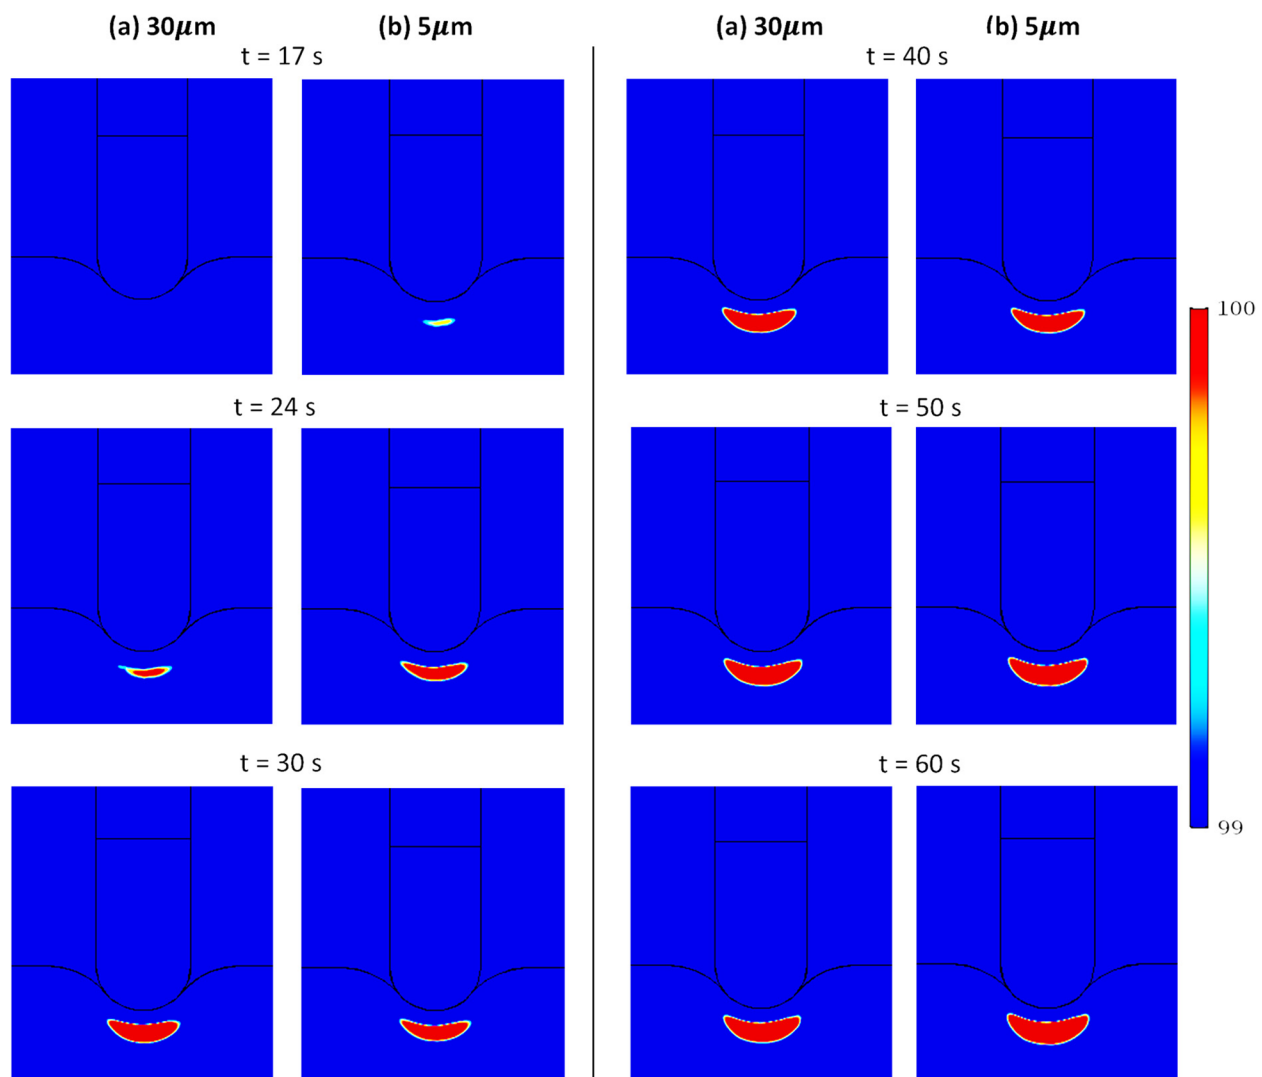 (a) 30μm (b) 5μm (a) 30μm (b) 5μm
t = 17 s t = 40 s
100
t = 24 s t = 50 s
t = 30 s t = 60 s
99